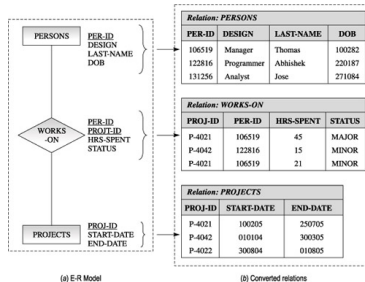 PERSONS
PER-ID
DESIGN
LAST-NAME
DOB
WORKS
-ON
PER-ID
PROJT-ID
HRS-SPENT
STATUS
PROJECTS
PROJ-ID
START-DATE
END-DATE
(a) E-R Model
Relation: PERSONS
PER-ID DESIGN LAST-NAME DOB
106519 Manager Thomas 100282
122816 Programmer Abhishek 220187
131256 Analyst Jose 271084
Relation: WORKS-ON
PROJ-ID PER-ID HRS-SPENT STATUS
P-4021 106519 45 MAJOR
P-4042 122816 15 MINOR
P-4021 106519 21 MINOR
Relation: PROJECTS
PROJ-ID START-DATE END-DATE
P-4021 100205 250705
P-4042 010104 300305
P-4022 300804 010805
(b) Converted relations